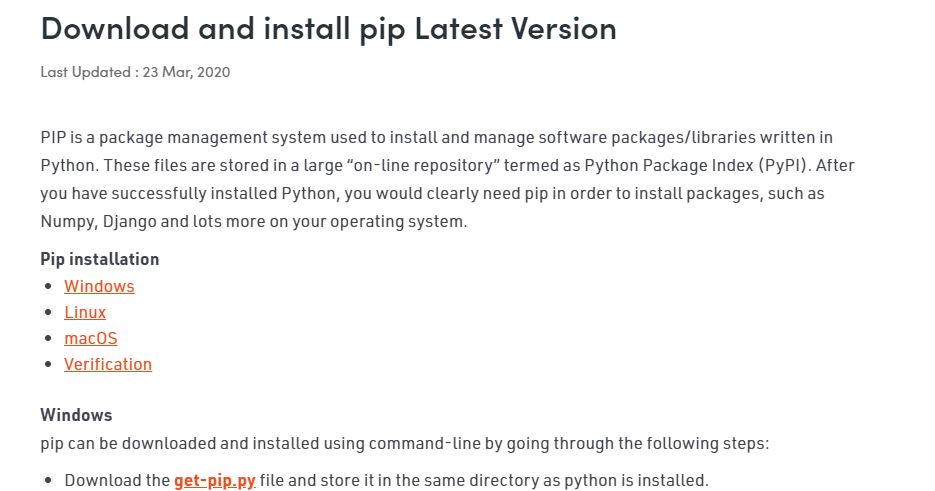 Download and install pip Latest Version
Last Updated : 23 Mar, 2020
PIP is a package management system used to install and manage software packages/libraries written in
Python. These files are stored in a large “on-line repository” termed as Python Package Index (PyPI). After
you have successfully installed Python, you would clearly need pip in order to install packages, such as
Numpy, Django and lots more on your operating system.
Pip installation
• Windows
• Linux
• macOS
• Verification
Windows
pip can be downloaded and installed using command-line by going through the following steps:
• Download the get-pip.py file and store it in the same directory as python is installed.